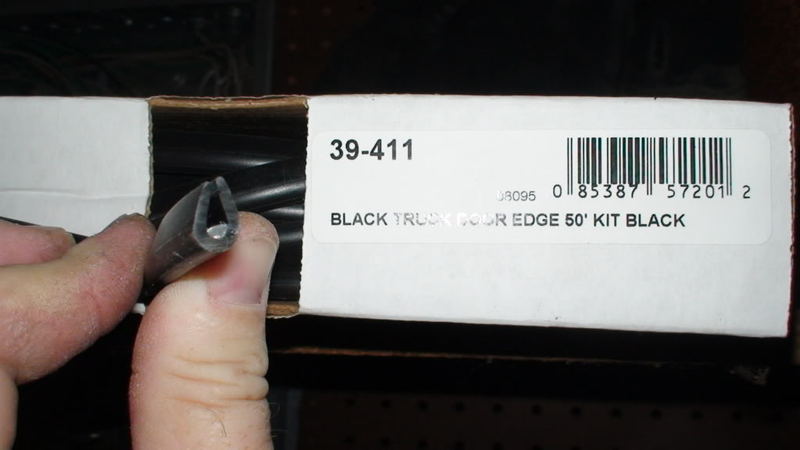 39-411
08095
0 85387 57201 2
BLACK TRUCK DOOR EDGE 50' KIT BLACK